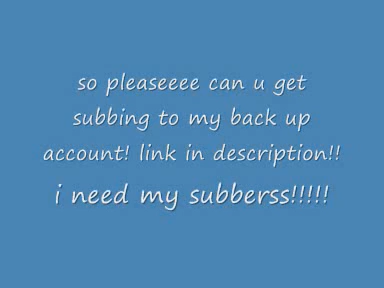 so pleaseeee can u get
subbing to my back up
account! link in description!!
i need my subberss!!!!!